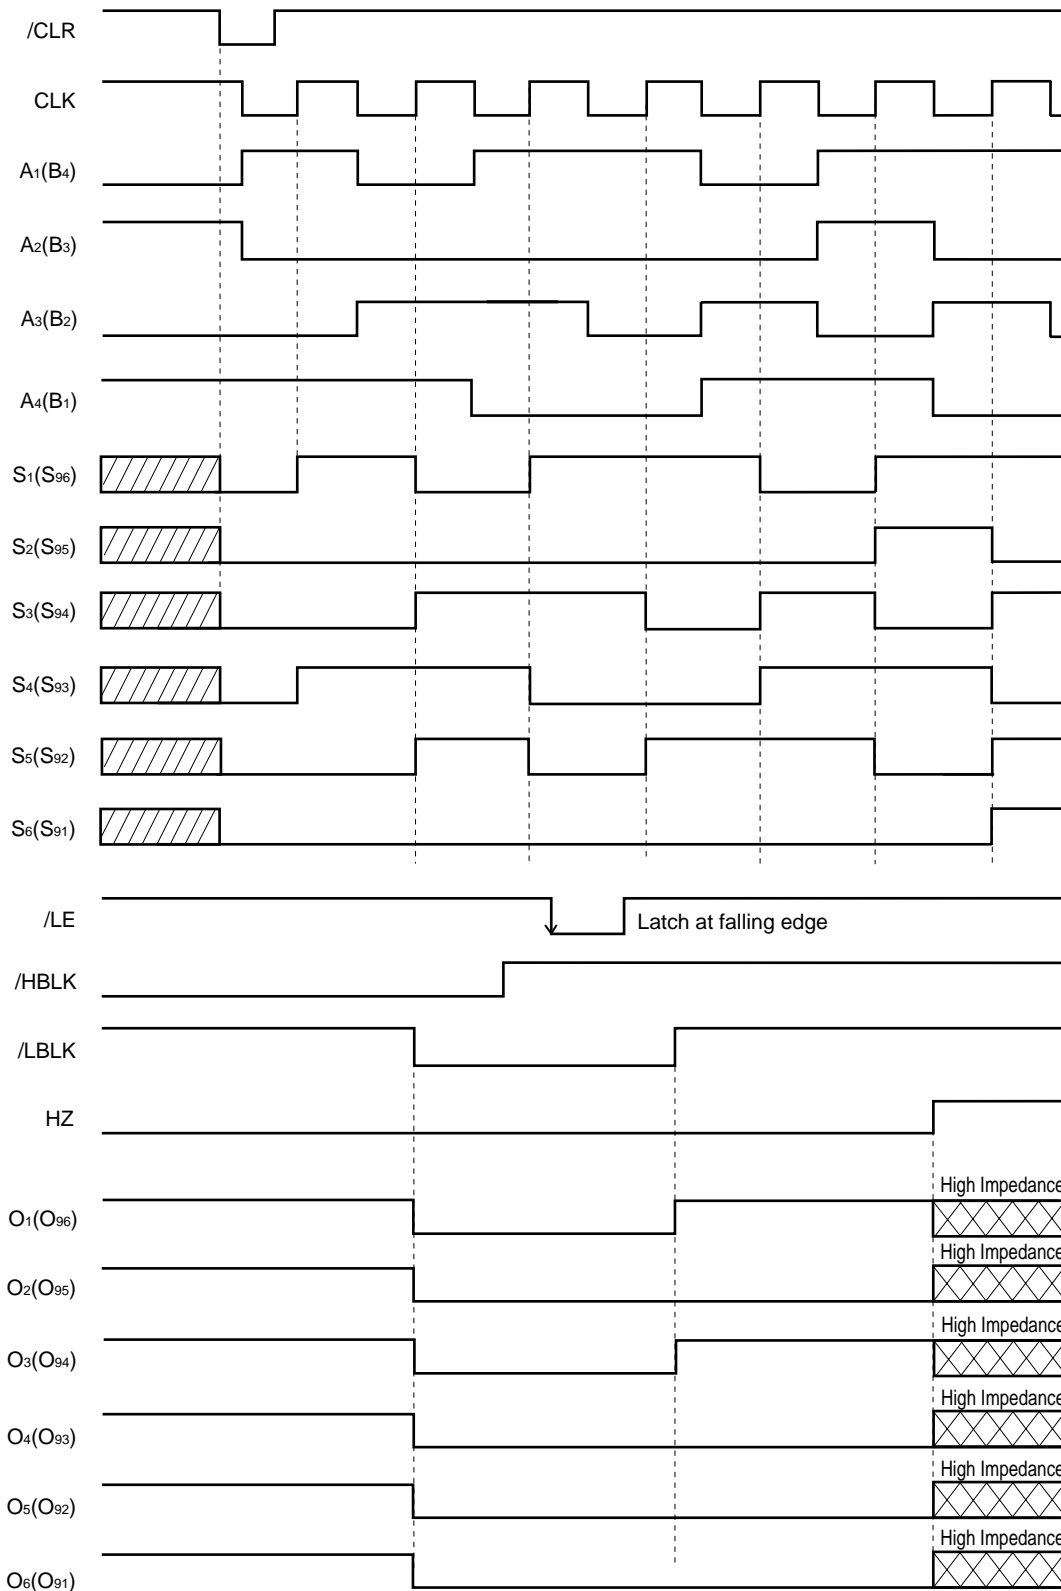 /CLR
CLK
A1(B4)
A2(B3)
A3(B2)
A4(B1)
S1(S96)
S2(S95)
S3(S94)
S4(S93)
S5(S92)
S6(S91)
/LE
Latch at falling edge
/HBLK
/LBLK
HZ
High Impedance
O1(O96)
High Impedance
O2(O95)
High Impedance
O3(O94)
High Impedance
O4(O93)
High Impedance
O5(O92)
High Impedance
O6(O91)